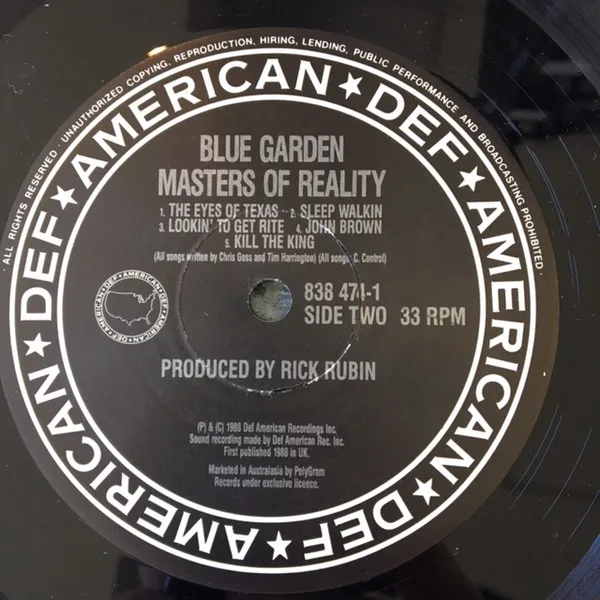 · ALL RIGHTS RESERVED · UNAUTHORIZED COPYING, REPRODUCTION, HIRING, LENDING, PUBLIC PERFORMANCE AND BROADCASTING PROHIBITED ·
DEF ★ AMERICAN ★ DEF ★ AMERICAN ★ DEF ★ AMERICAN ★
BLUE GARDEN
MASTERS OF REALITY
1. THE EYES OF TEXAS - 2. SLEEP WALKIN
3. LOOKIN' TO GET RITE 4. JOHN BROWN
5. KILL THE KING
(All songs written by Chris Goss and Tim Harrington) (All songs C. Control)
DEF · AMERICAN · DEF · AMERICAN · DEF · AMERICAN ·
838 474-1
SIDE TWO 33 RPM
PRODUCED BY RICK RUBIN
(P) & (C) 1988 Def American Recordings Inc.
Sound recording made by Def American Rec. Inc.
First published 1988 in UK.
Marketed in Australasia by PolyGram
Records under exclusive licence.